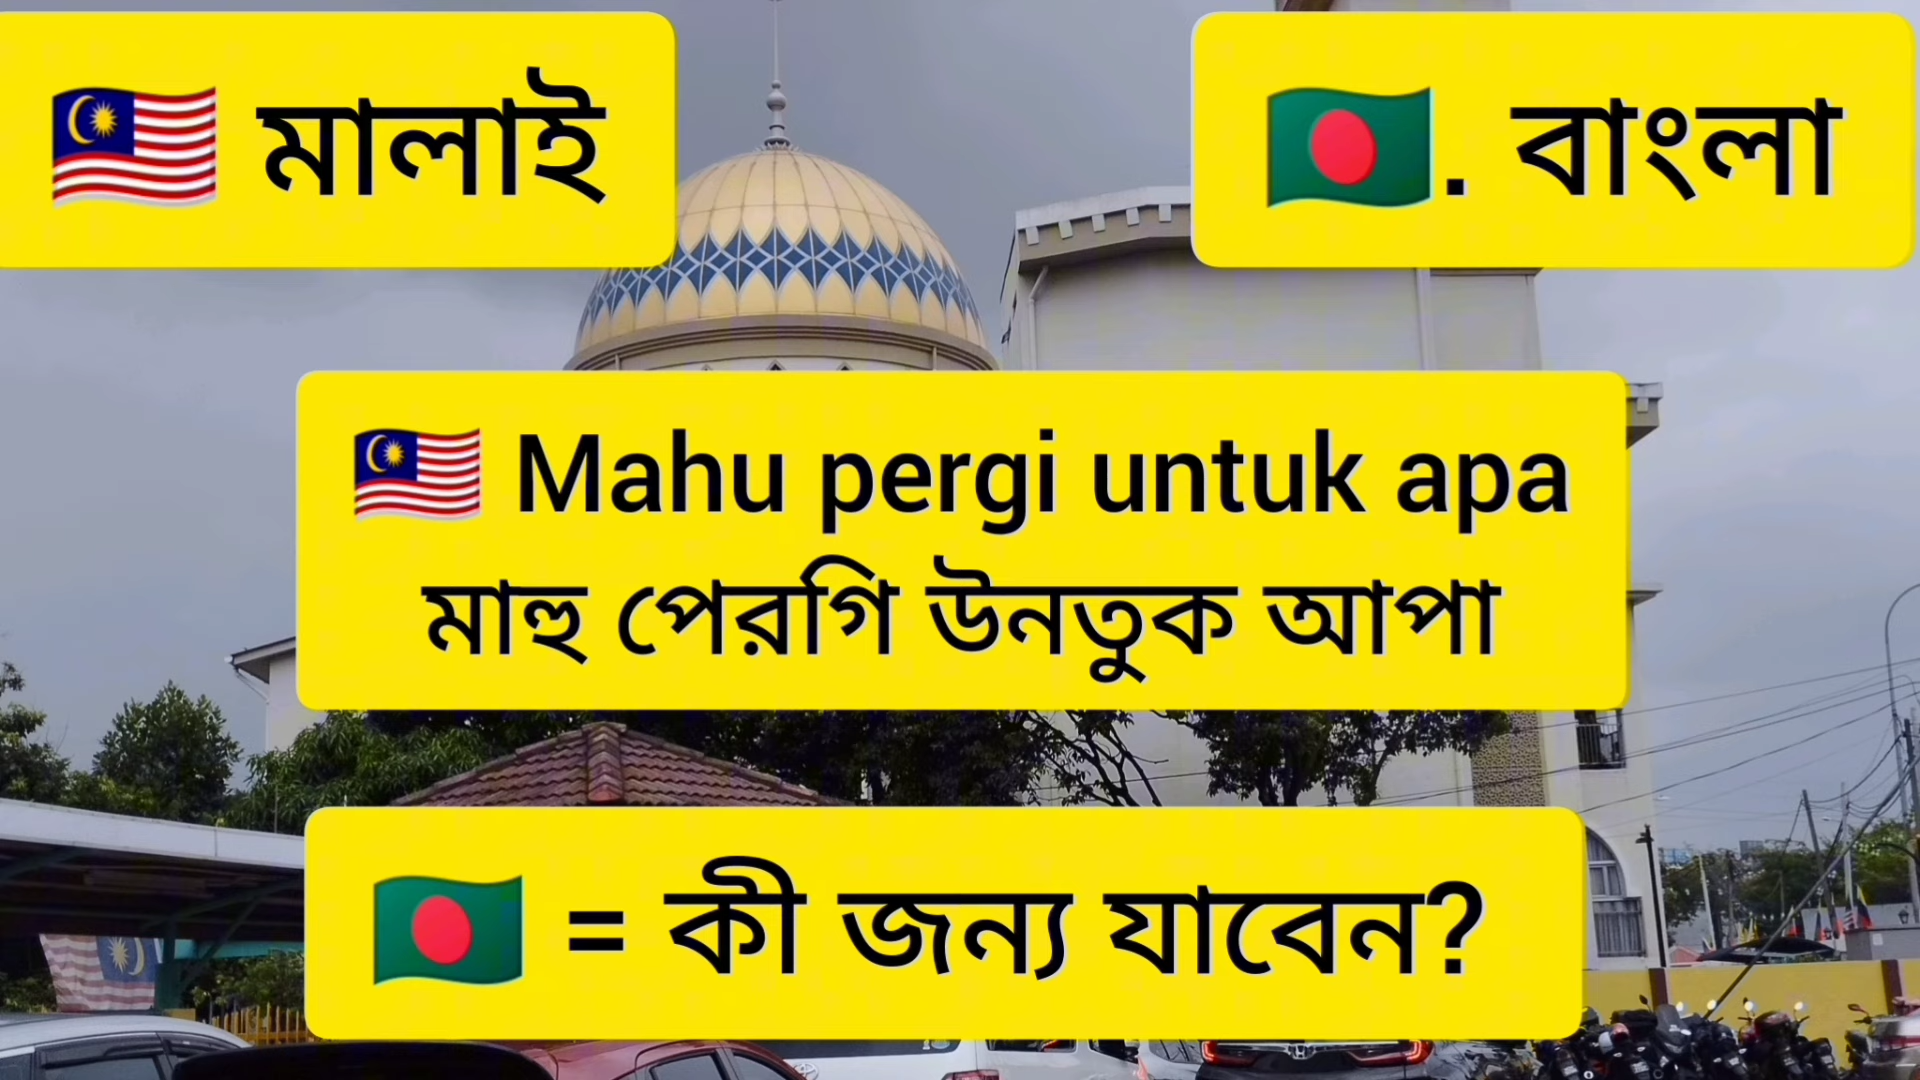 🇲🇾 মালাই
🇧🇩. বাংলা
🇲🇾 Mahu pergi untuk apa
মাহু পেরগি উনতুক আপা
🇧🇩 = কী জন্য যাবেন?